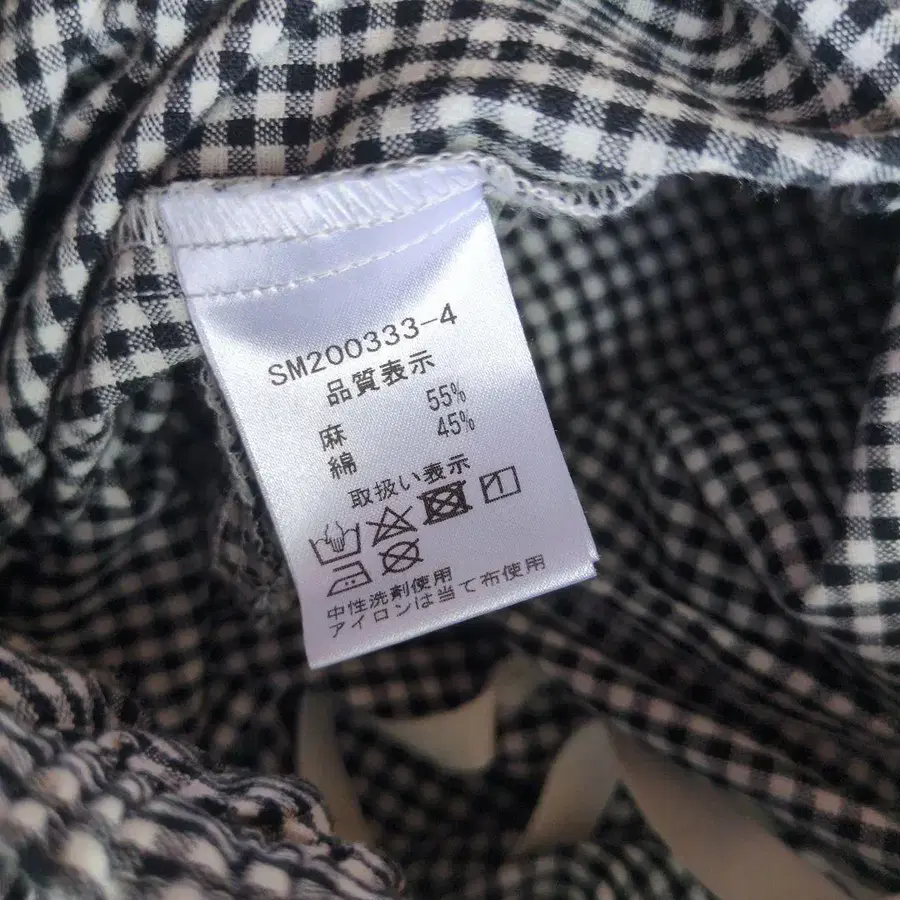 SM200333-4
品質表示
麻 55%
綿 45%
取扱い表示
中性洗剤使用
アイロンは当て布使用